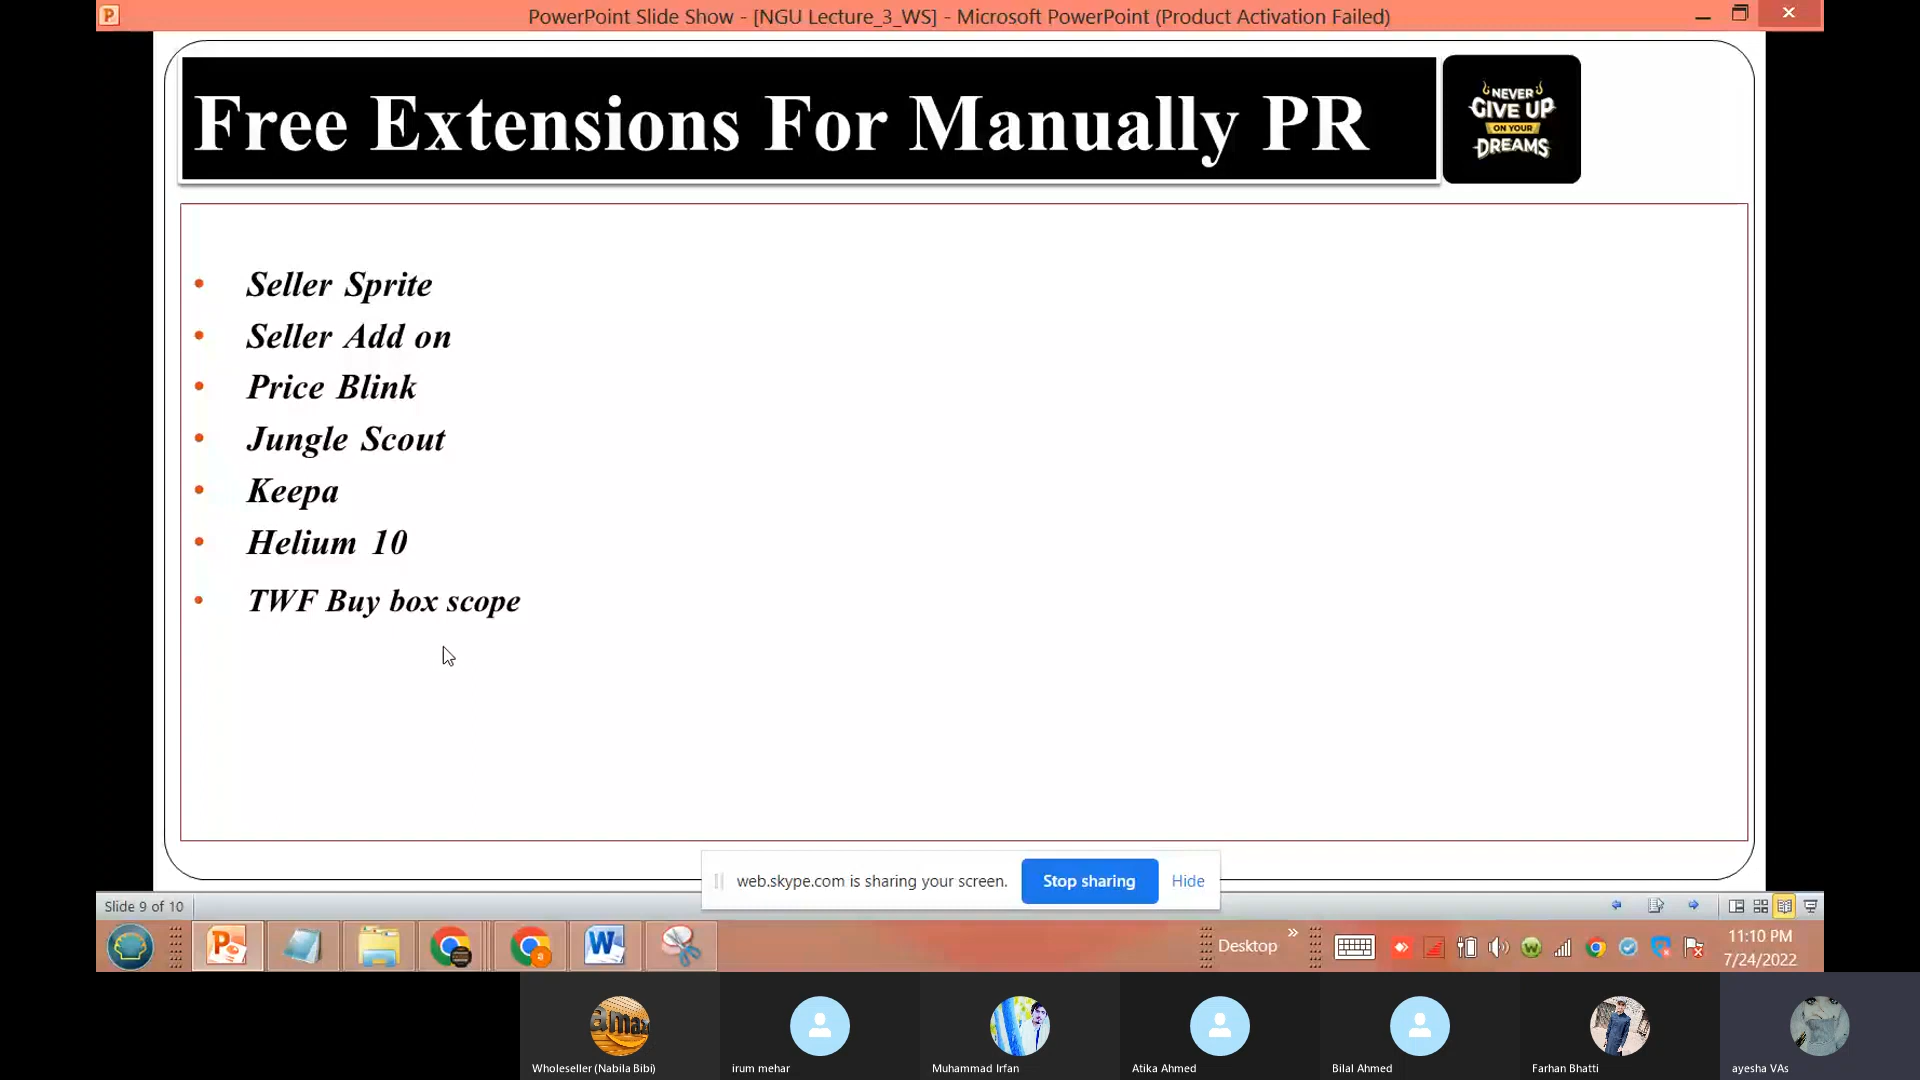 PowerPoint Slide Show - [NGU Lecture_3_WS] - Microsoft PowerPoint (Product Activation Failed)
Free Extensions For Manually PR
NEVER
GIVE UP
ON YOUR
DREAMS
• Seller Sprite
• Seller Add on
• Price Blink
• Jungle Scout
• Keepa
• Helium 10
• TWF Buy box scope
web.skype.com is sharing your screen.
Stop sharing
Hide
Slide 9 of 10
Desktop
11:10 PM
7/24/2022
Wholeseller (Nabila Bibi)
irum mehar
Muhammad Irfan
Atika Ahmed
Bilal Ahmed
Farhan Bhatti
ayesha VAs